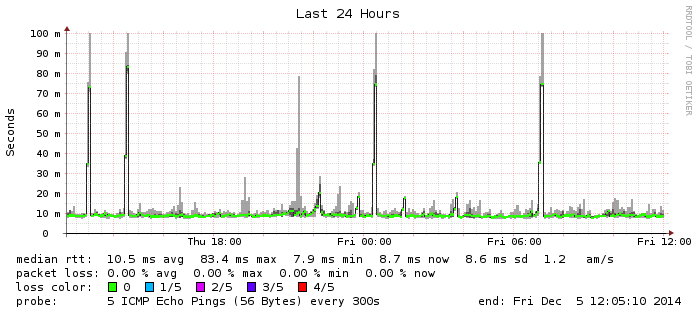 Last 24 Hours
RRDTOOL / TOBI OETIKER
Seconds
100 m
90 m
80 m
70 m
60 m
50 m
40 m
30 m
20 m
10 m
0
Thu 18:00 Fri 00:00 Fri 06:00 Fri 12:00
median rtt: 10.5 ms avg 83.4 ms max 7.9 ms min 8.7 ms now 8.6 ms sd 1.2 am/s
packet loss: 0.00 % avg 0.00 % max 0.00 % min 0.00 % now
loss color: 0 1/5 2/5 3/5 4/5
probe: 5 ICMP Echo Pings (56 Bytes) every 300s end: Fri Dec 5 12:05:10 2014